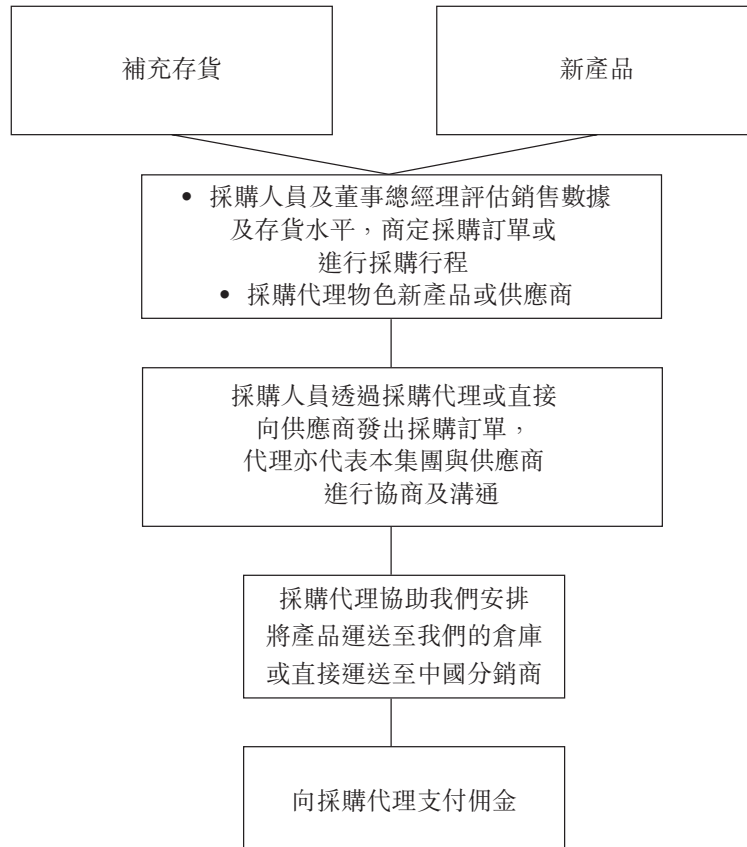 補充存貨
新產品
• 採購人員及董事總經理評估銷售數據
及存貨水平，商定採購訂單或
進行採購行程
• 採購代理物色新產品或供應商
採購人員透過採購代理或直接
向供應商發出採購訂單，
代理亦代表本集團與供應商
進行協商及溝通
採購代理協助我們安排
將產品運送至我們的倉庫
或直接運送至中國分銷商
向採購代理支付佣金